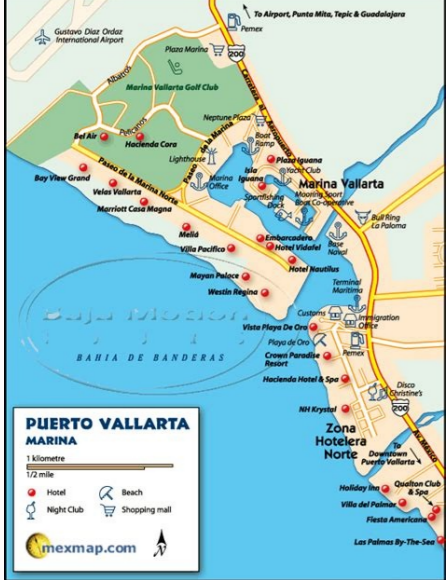 To Airport, Punta Mita, Tepic & Guadalajara
Pemex
Gustavo Diaz Ordaz
International Airport
Plaza Marina
200
Albatros
Marina Vallarta Golf Club
Carretera Al Aeropuerto
Pelicanos
Paseo de la Marina
Neptune Plaza
Bel Air
Hacienda Cora
Boat
Ramp
Lighthouse
Plaza Iguana
Bay View Grand
Yacht Club
Isla
Iguana
Marina
Office
Marina Vallarta
Velas Vallarta
Paseo de la Marina Norte
Sportfishing
Dock
Mooring Sport
Boat Co-operative
Marriott Casa Magna
Bull Ring
La Paloma
Meliá
Embarcadero
Villa Pacifico
Hotel Vidafel
Base
Naval
Hotel Nautilus
Mayan Palace
Terminal
Maritima
Westin Regina
Baja Moon
Customs
Immigration
Office
Vista Playa De Oro
BAHIA DE BANDERAS
Playa de Oro
Pemex
Crown Paradise
Resort
Hacienda Hotel & Spa
Disco
Christine's
NH Krystal
200
PUERTO VALLARTA
MARINA
Zona
Hotelera
Norte
Av. México
To
Downtown
Puerto Vallarta
1 kilometre
1/2 mile
Qualton Club
& Spa
Hotel
Beach
Holiday Inn
Night Club
Shopping mall
Villa del Palmar
Fiesta Americana
mexmap.com
N
Las Palmas By-The-Sea